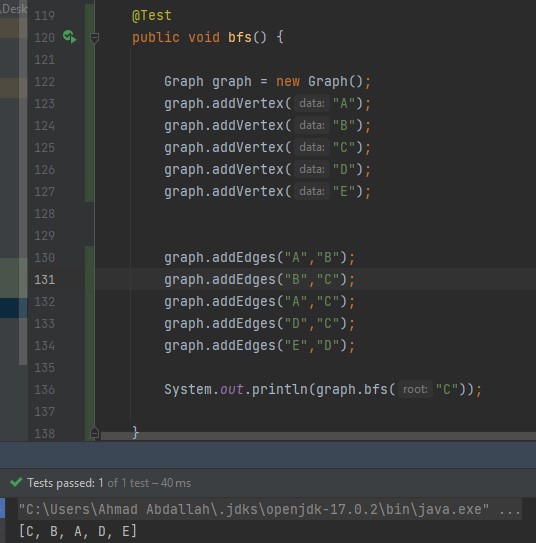 \Desk
119 @Test
120 public void bfs() {
121
122 Graph graph = new Graph();
123 graph.addVertex( data: "A");
124 graph.addVertex( data: "B");
125 graph.addVertex( data: "C");
126 graph.addVertex( data: "D");
127 graph.addVertex( data: "E");
128
129
130 graph.addEdges("A","B");
131 graph.addEdges("B","C");
132 graph.addEdges("A","C");
133 graph.addEdges("D","C");
134 graph.addEdges("E","D");
135
136 System.out.println(graph.bfs( root: "C"));
137
138 }
Tests passed: 1 of 1 test – 40 ms
"C:\Users\Ahmad Abdallah\.jdks\openjdk-17.0.2\bin\java.exe" ...
[C, B, A, D, E]